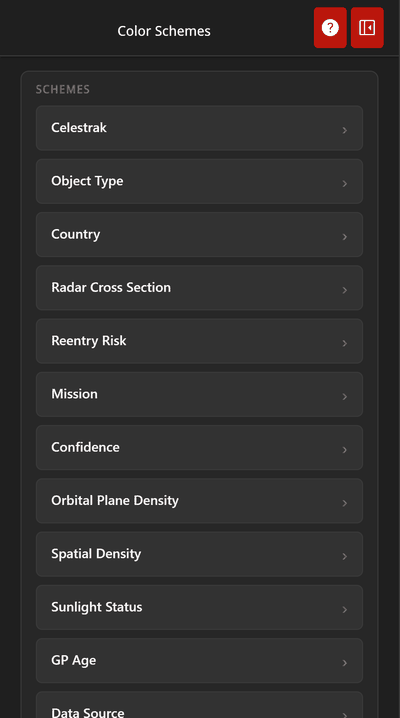 Color Schemes
SCHEMES
Celestrak
Object Type
Country
Radar Cross Section
Reentry Risk
Mission
Confidence
Orbital Plane Density
Spatial Density
Sunlight Status
GP Age
Data Source